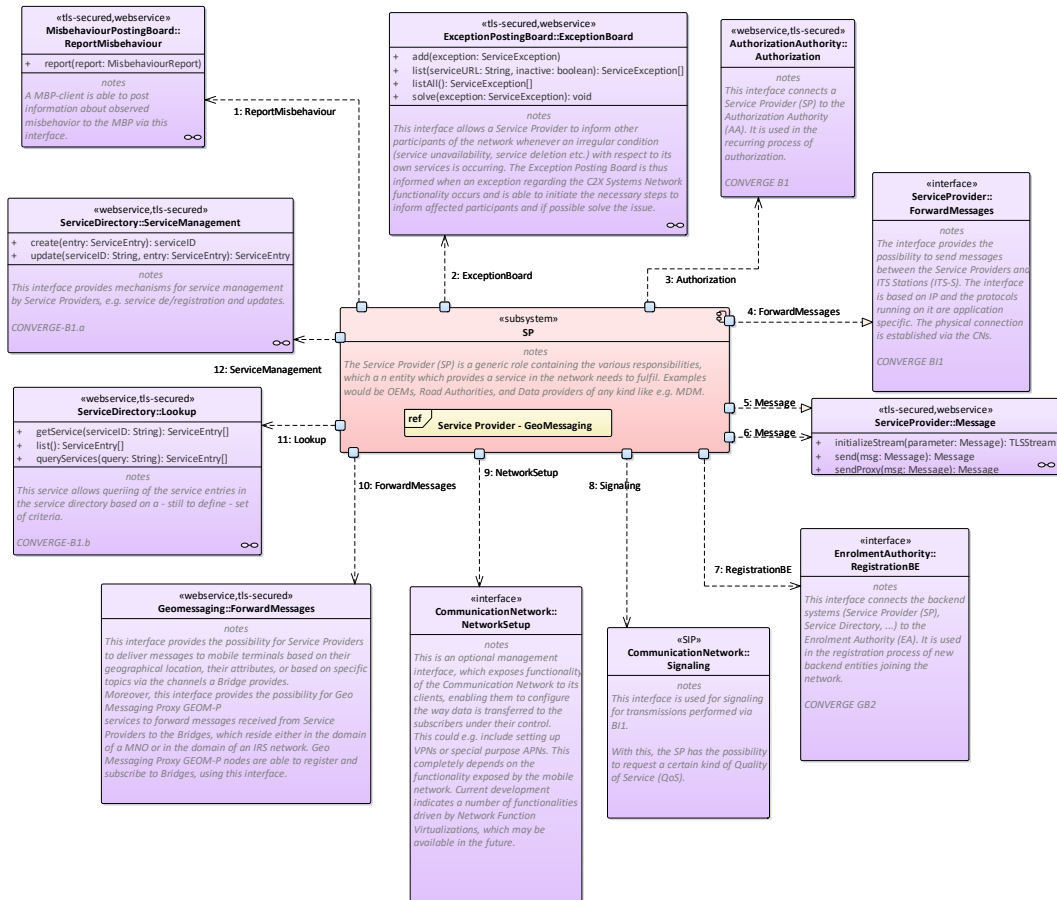 «tls-secured,webservice»
MisbehaviourPostingBoard::
ReportMisbehaviour
+ report(report: MisbehaviourReport)
notes
A MBP-client is able to post
information about observed
misbehavior to the MBP via this
interface.
«tls-secured,webservice»
ExceptionPostingBoard::ExceptionBoard
+ add(exception: ServiceException)
+ list(serviceURL: String, inactive: boolean): ServiceException[]
+ listAll(): ServiceException[]
+ solve(exception: ServiceException): void
notes
This interface allows a Service Provider to inform other
participants of the network whenever an irregular condition
(service unavailability, service deletion etc.) with respect to its
own services is occurring. The Exception Posting Board is thus
informed when an exception regarding the C2X Systems Network
functionality occurs and is able to initiate the necessary steps to
inform affected participants and if possible solve the issue.
«webservice,tls-secured»
AuthorizationAuthority::
Authorization
notes
This interface connects a
Service Provider (SP) to the
Authorization Authority
(AA). It is used in the
recurring process of
authorization.
CONVERGE B1
«interface»
ServiceProvider::
ForwardMessages
notes
The interface provides the
possibility to send messages
between the Service Providers and
ITS Stations (ITS-S). The interface
is based on IP and the protocols
running on it are application
specific. The physical connection
is established via the CNs.
CONVERGE BI1
«webservice,tls-secured»
ServiceDirectory::ServiceManagement
+ create(entry: ServiceEntry): serviceID
+ update(serviceID: String, entry: ServiceEntry): ServiceEntry
notes
This interface provides mechanisms for service management
by Service Providers, e.g. service de/registration and updates.
CONVERGE-B1.a
1: ReportMisbehaviour
2: ExceptionBoard
3: Authorization
4: ForwardMessages
5: Message
6: Message
7: RegistrationBE
8: Signaling
9: NetworkSetup
10: ForwardMessages
11: Lookup
12: ServiceManagement
«subsystem»
SP
notes
The Service Provider (SP) is a generic role containing the various responsibilities,
which a n entity which provides a service in the network needs to fulfil. Examples
would be OEMs, Road Authorities, and Data providers of any kind like e.g. MDM.
ref
Service Provider - GeoMessaging
«webservice,tls-secured»
ServiceDirectory::Lookup
+ getService(serviceID: String): ServiceEntry[]
+ list(): ServiceEntry[]
+ queryServices(query: String): ServiceEntry[]
notes
This service allows queriing of the service entries in
the service directory based on a - still to define - set
of criteria.
CONVERGE-B1.b
«tls-secured,webservice»
ServiceProvider::Message
+ initializeStream(parameter: Message): TLSStream
+ send(msg: Message): Message
+ sendProxy(msg: Message): Message
«webservice,tls-secured»
Geomessaging::ForwardMessages
notes
This interface provides the possibility for Service Providers
to deliver messages to mobile terminals based on their
geographical location, their attributes, or based on specific
topics via the channels a Bridge provides.
Moreover, this interface provides the possibility for Geo
Messaging Proxy GEOM-P
services to forward messages received from Service
Providers to the Bridges, which reside either in the domain
of a MNO or in the domain of an IRS network. Geo
Messaging Proxy GEOM-P nodes are able to register and
subscribe to Bridges, using this interface.
«interface»
CommunicationNetwork::
NetworkSetup
notes
This is an optional management
interface, which exposes functionality
of the Communication Network to its
clients, enabling them to configure
the way data is transferred to the
subscribers under their control.
This could e.g. include setting up
VPNs or special purpose APNs. This
completely depends on the
functionality exposed by the mobile
network. Current development
indicates a number of functionalities
driven by Network Function
Virtualizations, which may be
available in the future.
«SIP»
CommunicationNetwork::
Signaling
notes
This interface is used for signaling
for transmissions performed via
BI1.
With this, the SP has the possibility
to request a certain kind of Quality
of Service (QoS).
«interface»
EnrolmentAuthority::
RegistrationBE
notes
This interface connects the backend
systems (Service Provider (SP),
Service Directory, ...) to the
Enrolment Authority (EA). It is used
in the registration process of new
backend entities joining the
network.
CONVERGE GB2